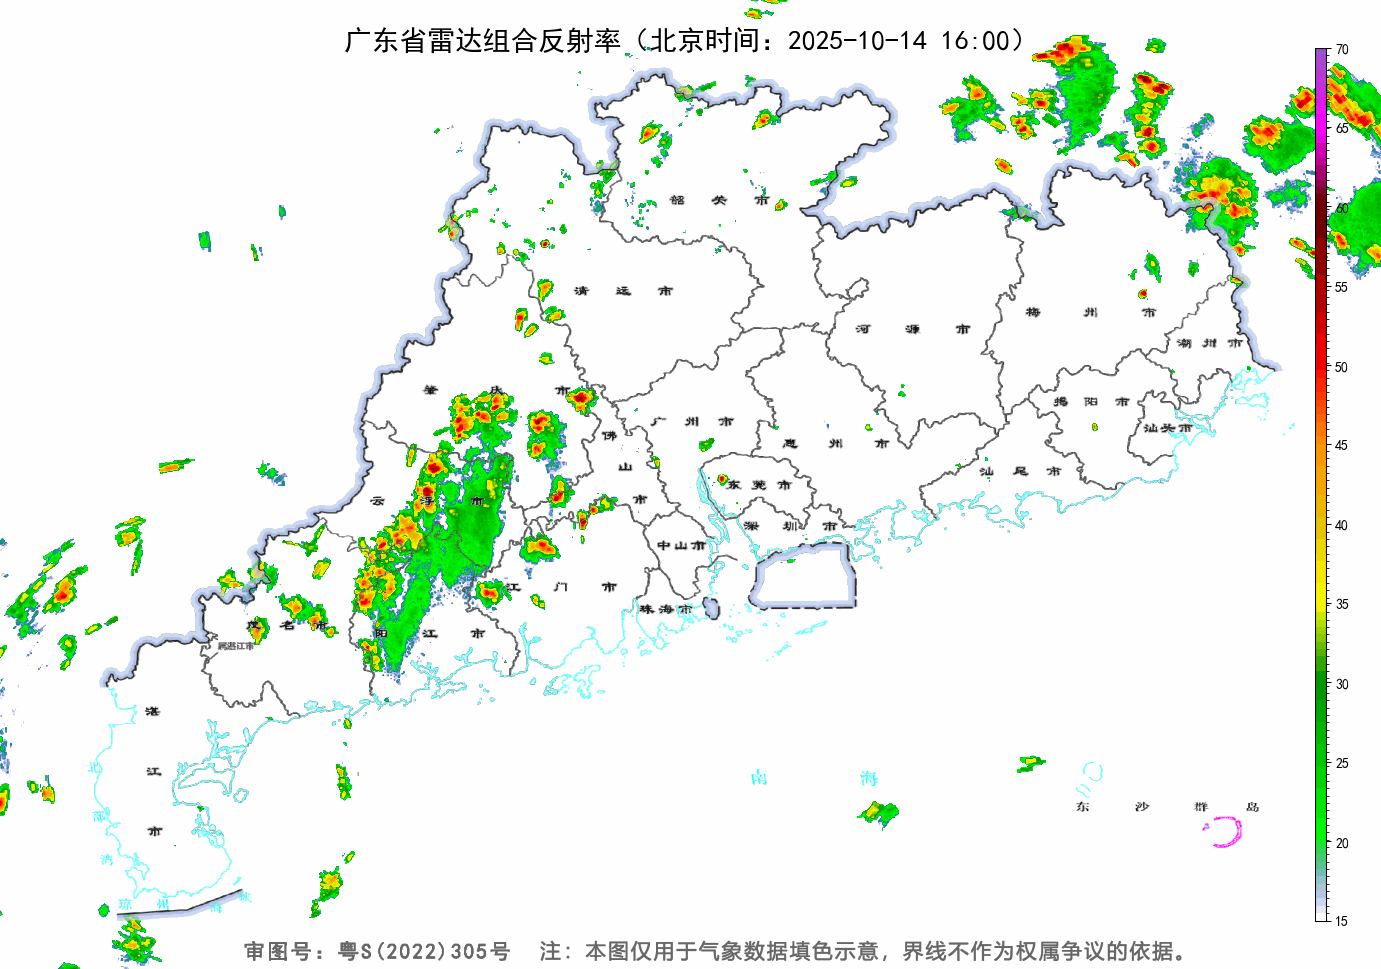 广东省雷达组合反射率（北京时间：2025-10-14 16:00）
70
65
60
55
50
45
40
35
30
25
20
15
韶 关 市
清 远 市
河 源 市
梅 州 市
潮 州 市
肇 庆 市
广 州 市
佛 山 市
惠 州 市
揭 阳 市
汕头市
汕 尾 市
东 莞 市
云 浮 市
深 圳 市
中山市
江 门 市
珠海市
茂 名 市
阳 江 市
属湛江市
湛 江 市
北 部 湾
南 海
东 沙 群 岛
琼 州 海 峡
审图号：粤S(2022)305号 注：本图仅用于气象数据填色示意，界线不作为权属争议的依据。